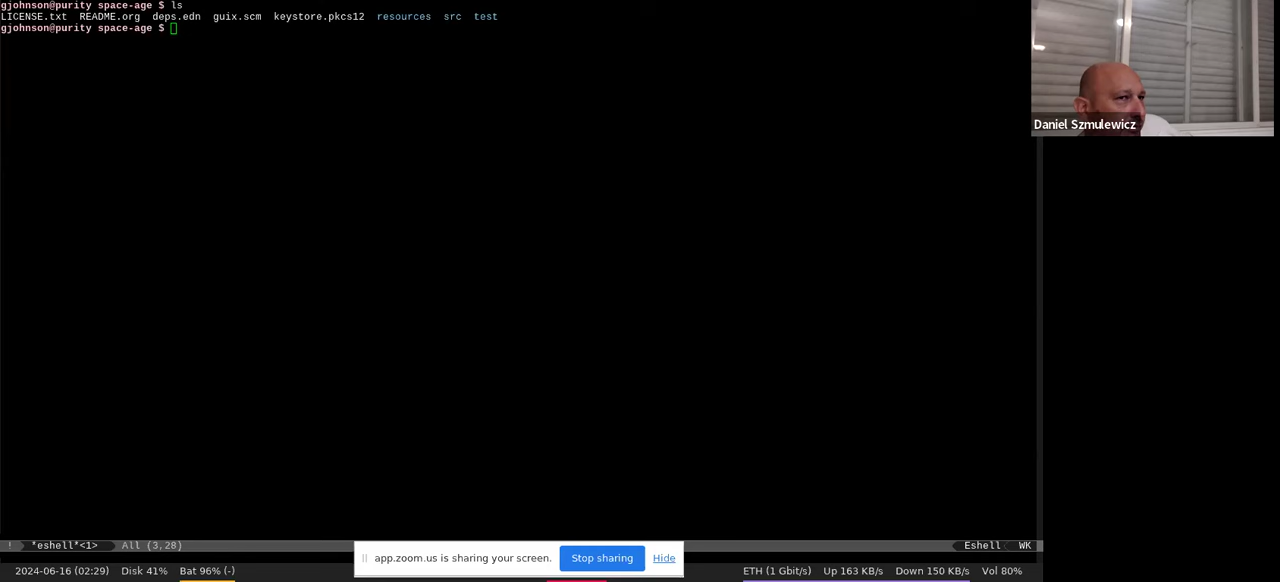 gjohnson@purity space-age $ ls
LICENSE.txt README.org deps.edn guix.scm keystore.pkcs12 resources src test
gjohnson@purity space-age $
Daniel Szmulewicz
! *eshell*<1> All (3,28) Eshell WK
app.zoom.us is sharing your screen. Stop sharing Hide
2024-06-16 (02:29) Disk 41% Bat 96% (-) ETH (1 Gbit/s) Up 163 KB/s Down 150 KB/s Vol 80%